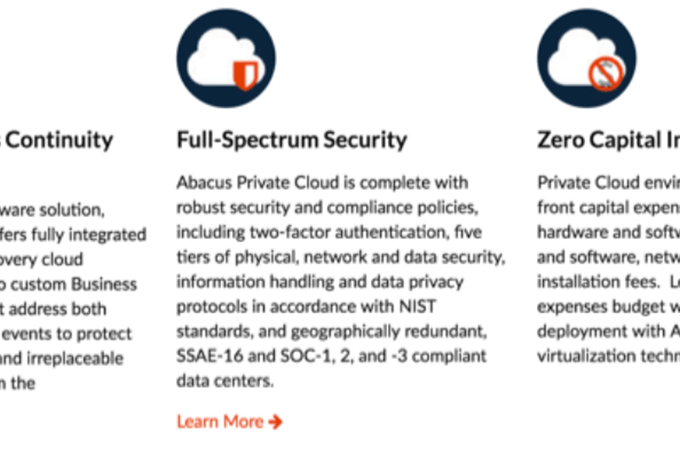 Continuity
ware solution,
fers fully integrated
overy cloud
o custom Business
t address both
events to protect
and irreplaceable
n the
Full-Spectrum Security
Abacus Private Cloud is complete with
robust security and compliance policies,
including two-factor authentication, five
tiers of physical, network and data security,
information handling and data privacy
protocols in accordance with NIST
standards, and geographically redundant,
SSAE-16 and SOC-1, 2, and -3 compliant
data centers.
Learn More →
Zero Capital In
Private Cloud envir
front capital expen
hardware and softw
and software, netw
installation fees. L
expenses budget w
deployment with A
virtualization techn